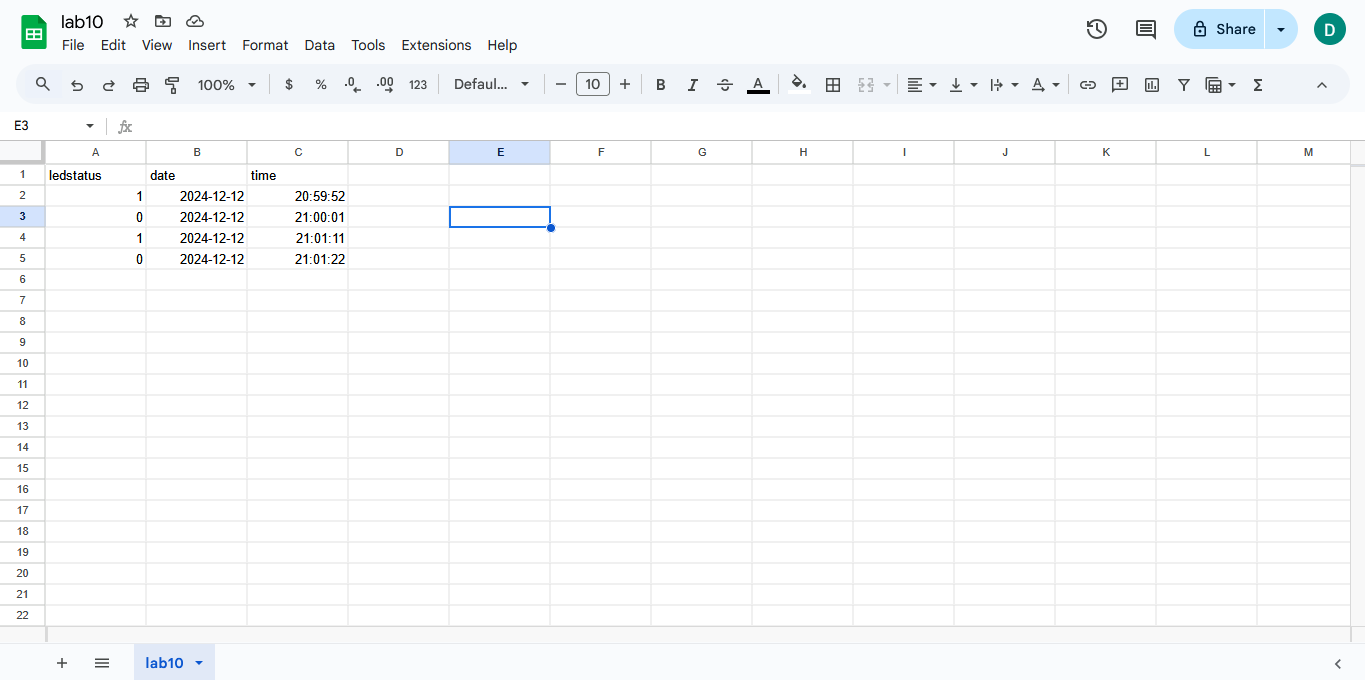 lab10
File Edit View Insert Format Data Tools Extensions Help
Share
D
100% $ % .0 .00 123 Defaul... − 10 + B I S A Σ
E3 fx
A B C D E F G H I J K L M
1 ledstatus date time
2 1 2024-12-12 20:59:52
3 0 2024-12-12 21:00:01
4 1 2024-12-12 21:01:11
5 0 2024-12-12 21:01:22
6
7
8
9
10
11
12
13
14
15
16
17
18
19
20
21
22
+ lab10